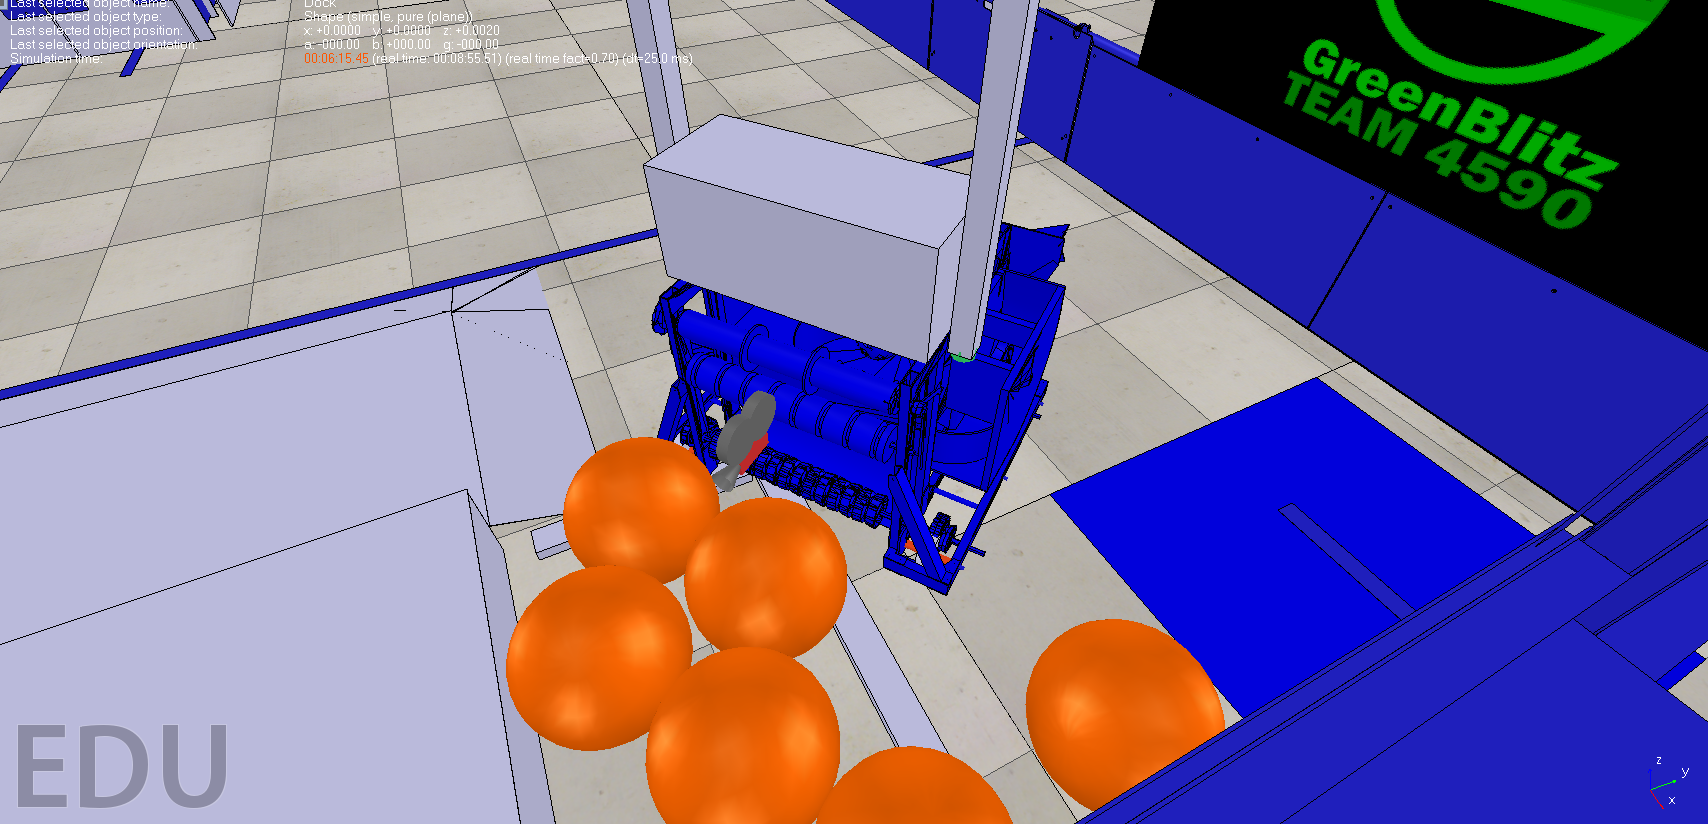 Last selected object name: Dock
Last selected object type: Shape (simple, pure (plane))
Last selected object position: x: +0.0000 y: +0.0000 z: +0.0020
Last selected object orientation: a: -000.00 b: +000.00 g: -000.00
Simulation time: 00:06:15.45 (real time: 00:08:55.51) (real time fact=0.70) (dt=25.0 ms)
GreenBlitz
TEAM 4590
EDU
z
y
x